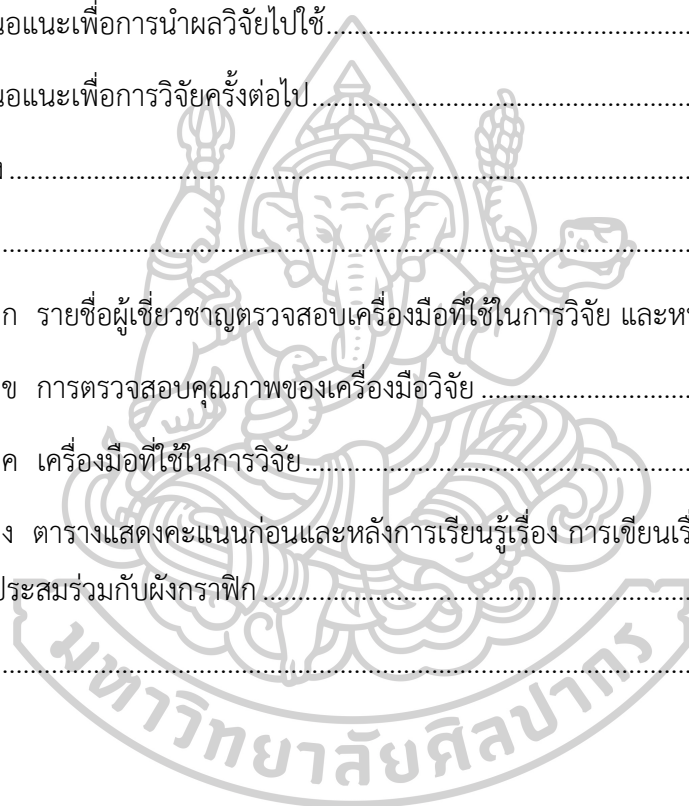 นอแนะเพื่อการนำผลวิจัยไปใช้..........................................................
นอแนะเพื่อการวิจัยครั้งต่อไป..........................................................
ง ..........................................................
..........................................................
ก รายชื่อผู้เชี่ยวชาญตรวจสอบเครื่องมือที่ใช้ในการวิจัย และห
ข การตรวจสอบคุณภาพของเครื่องมือวิจัย ..........................................
ค เครื่องมือที่ใช้ในการวิจัย..........................................................
ง ตารางแสดงคะแนนก่อนและหลังการเรียนรู้เรื่อง การเขียนเรื่
ประสมร่วมกับผังกราฟิก ..........................................................
..........................................................
มหาวิทยาลัยศิลปากร